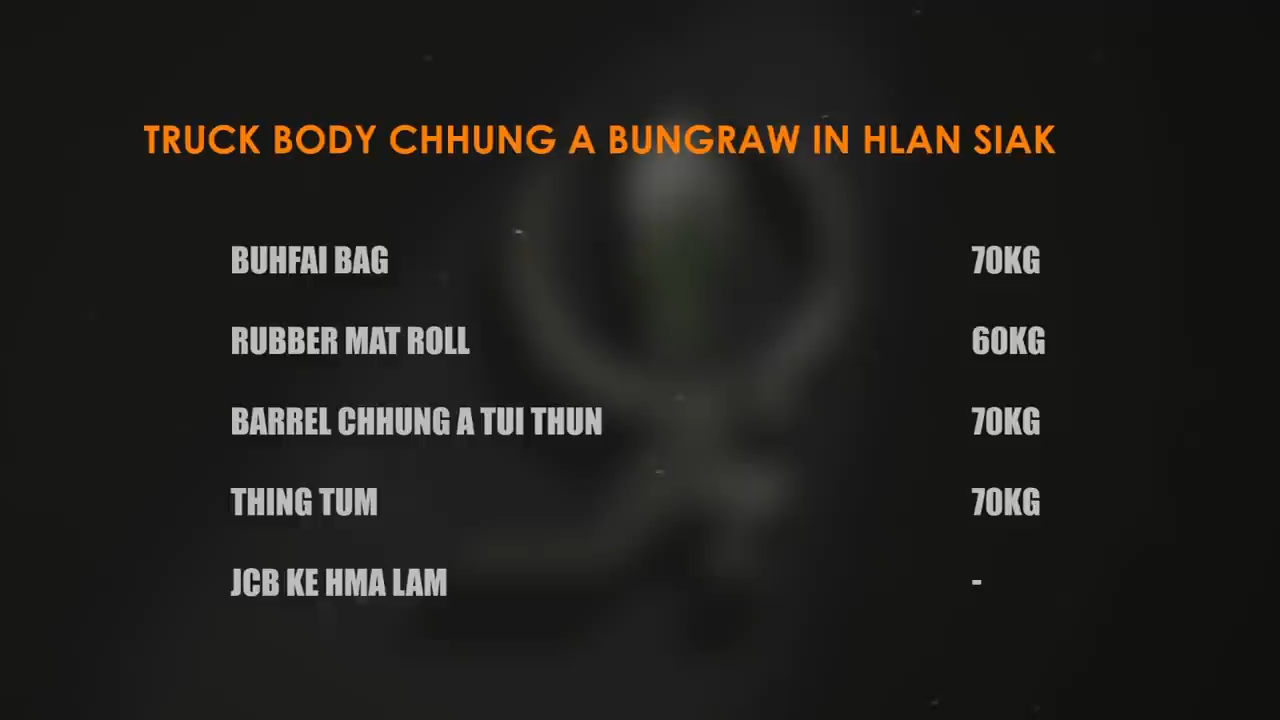 TRUCK BODY CHHUNG A BUNGRAW IN HLAN SIAK
BUHFAI BAG 70KG
RUBBER MAT ROLL 60KG
BARREL CHHUNG A TUI THUN 70KG
THING TUM 70KG
JCB KE HMA LAM -